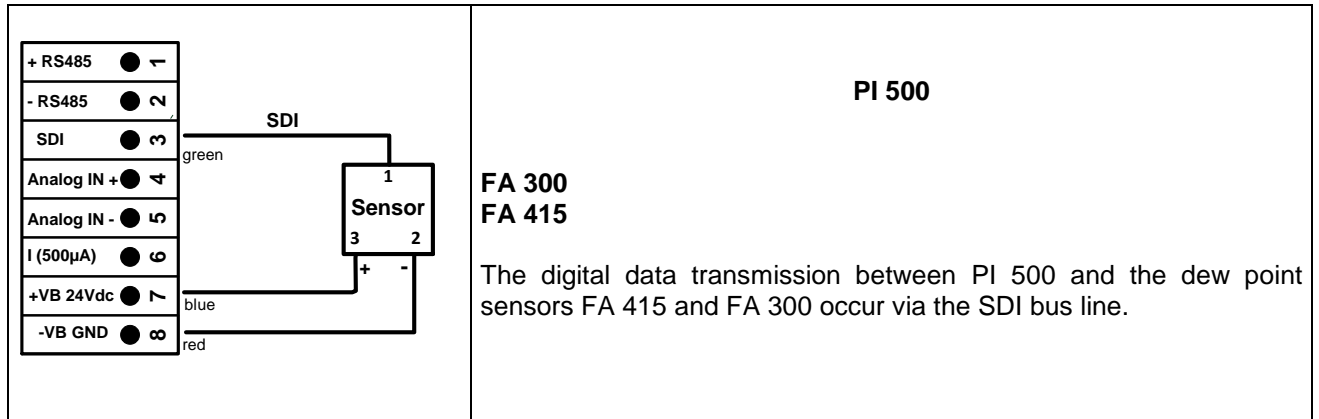 + RS485 1
- RS485 2
SDI 3
Analog IN + 4
Analog IN - 5
I (500µA) 6
+VB 24Vdc 7
-VB GND 8
SDI
green
blue
red
1
Sensor
3 2
+ -
PI 500
FA 300
FA 415
The digital data transmission between PI 500 and the dew point
sensors FA 415 and FA 300 occur via the SDI bus line.